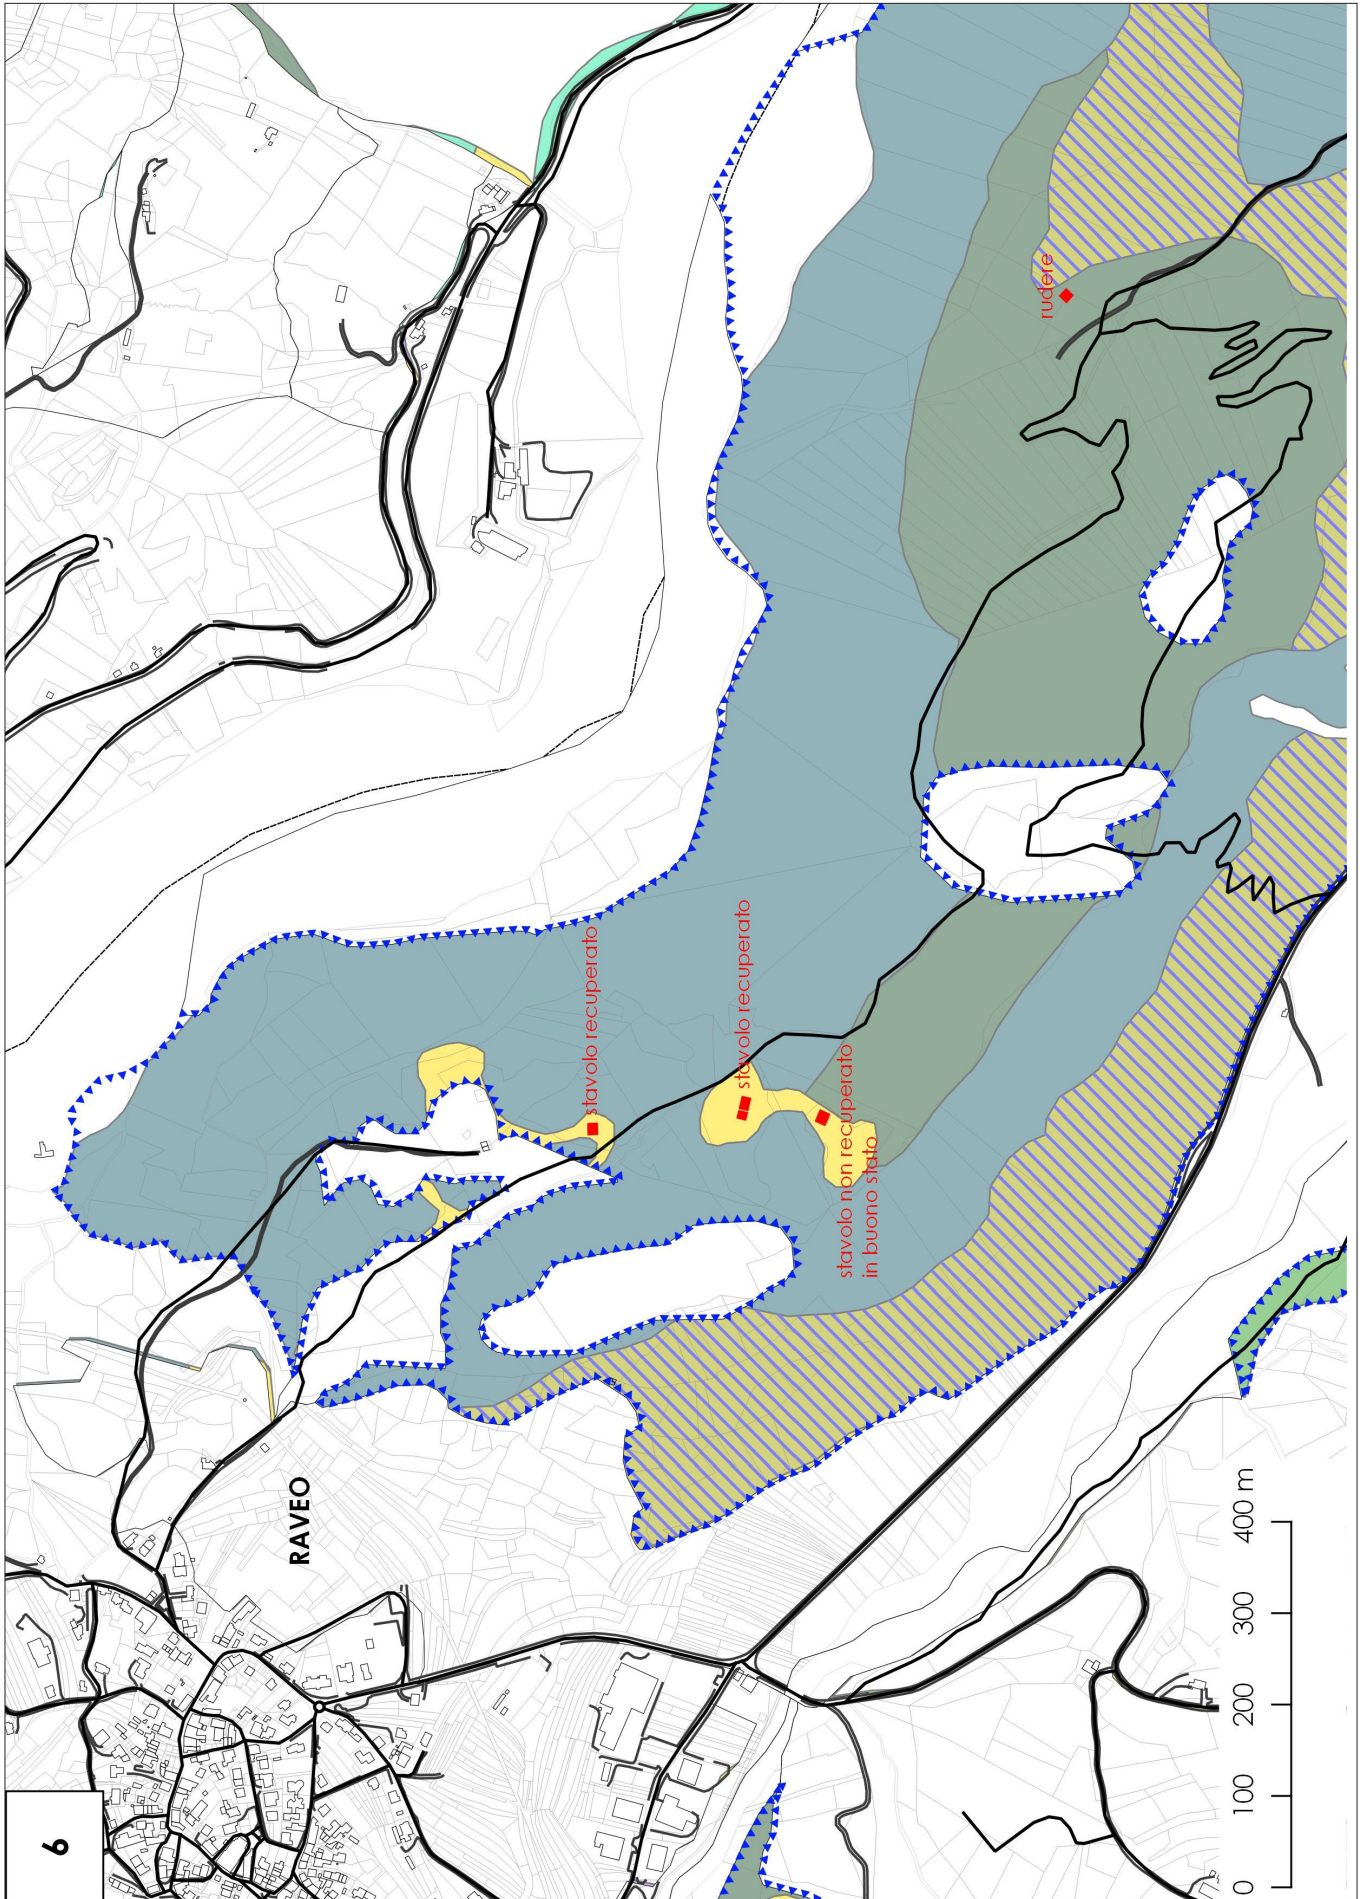 6
RAVEO
stavolo recuperato
stavolo recuperato
stavolo non recuperato
in buono stato
rudere
0 100 200 300 400 m